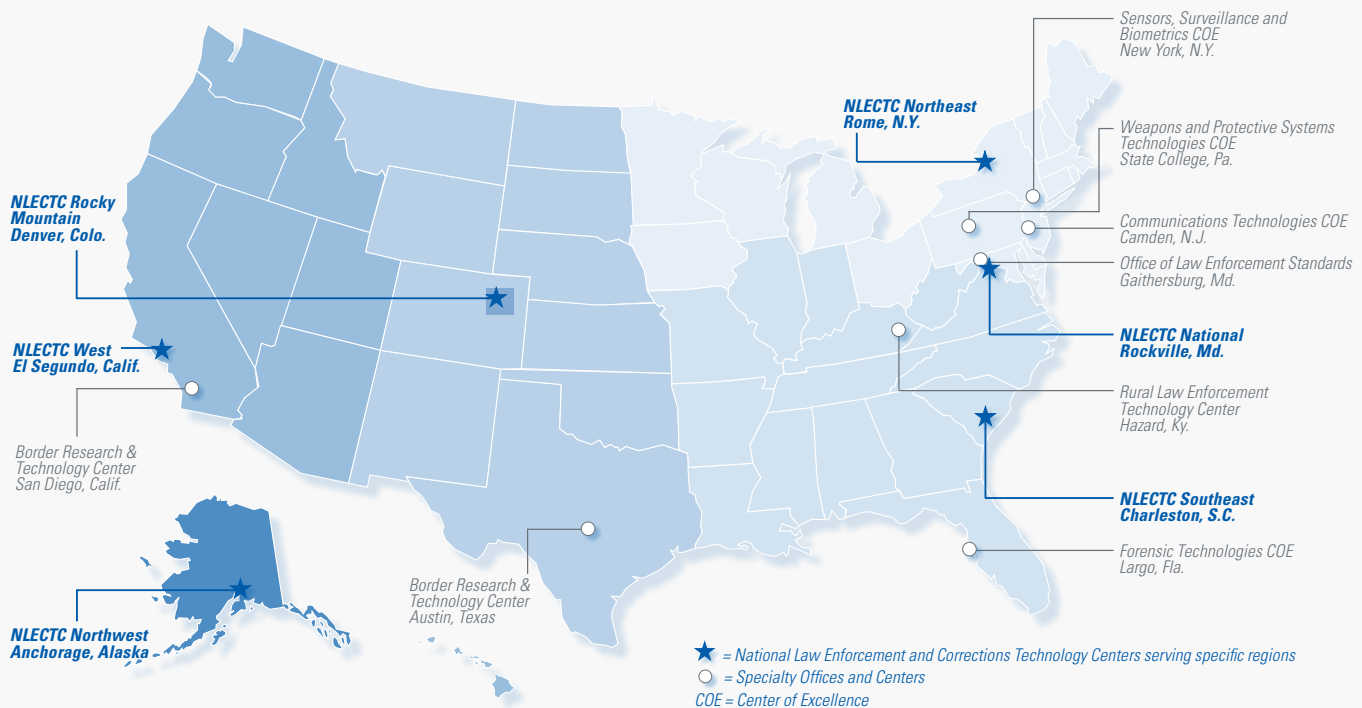 Sensors, Surveillance and
Biometrics COE
New York, N.Y.
NLECTC Northeast
Rome, N.Y.
Weapons and Protective Systems
Technologies COE
State College, Pa.
NLECTC Rocky
Mountain
Denver, Colo.
Communications Technologies COE
Camden, N.J.
Office of Law Enforcement Standards
Gaithersburg, Md.
NLECTC West
El Segundo, Calif.
NLECTC National
Rockville, Md.
Rural Law Enforcement
Technology Center
Hazard, Ky.
Border Research &
Technology Center
San Diego, Calif.
NLECTC Southeast
Charleston, S.C.
Forensic Technologies COE
Largo, Fla.
Border Research &
Technology Center
Austin, Texas
NLECTC Northwest
Anchorage, Alaska
= National Law Enforcement and Corrections Technology Centers serving specific regions
= Specialty Offices and Centers
COE = Center of Excellence